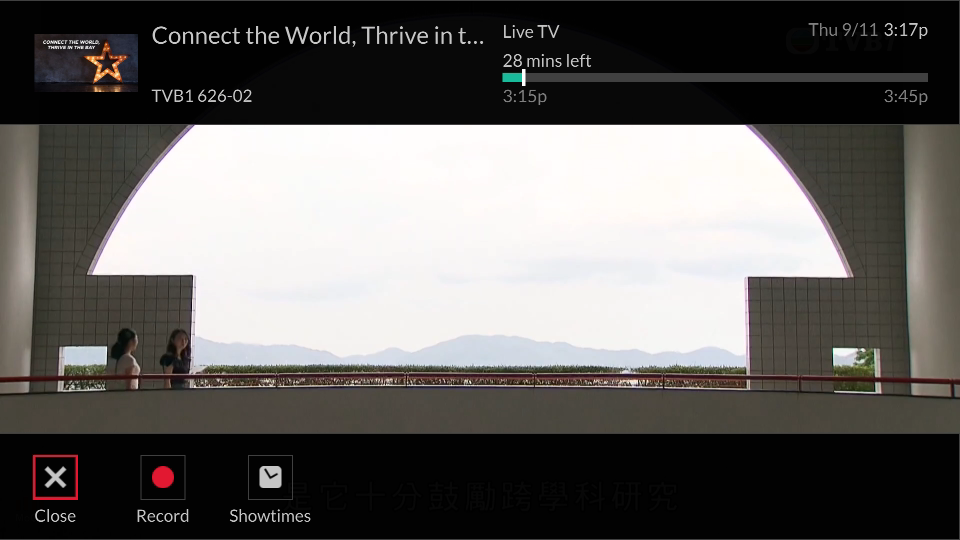 CONNECT THE WORLD,
THRIVE IN THE BAY
Connect the World, Thrive in t...
TVB1 626-02
Live TV
28 mins left
3:15p
3:45p
Thu 9/11 3:17p
TVB1
是它十分鼓勵跨學科研究
Close
Record
Showtimes